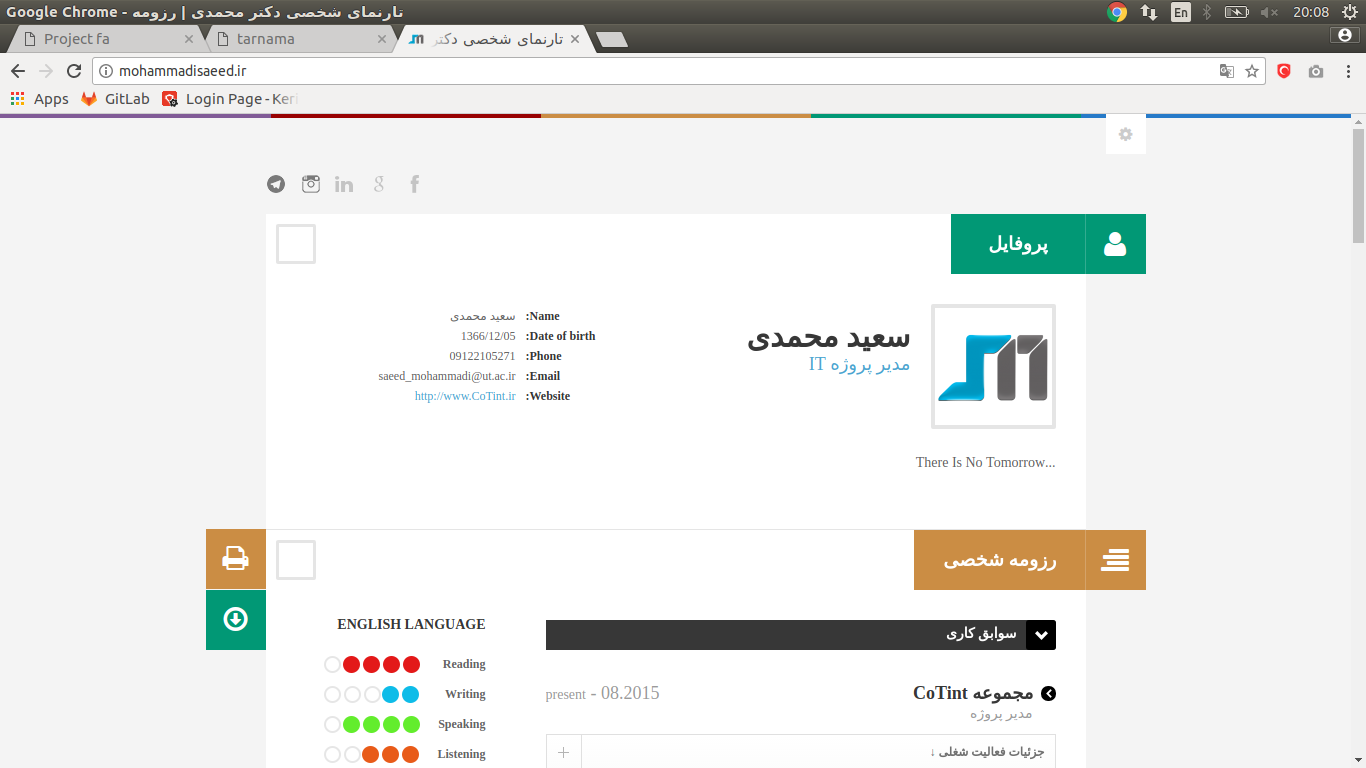 تارنمای شخصی دکتر محمدی | رزومه - Google Chrome
En
20:08
Project fa
tarnama
تارنمای شخصی دکتر
mohammadisaeed.ir
Apps
GitLab
Login Page - Keri
پروفایل
سعید محمدی
مدیر پروژه IT
Name: سعید محمدی
Date of birth: 1366/12/05
Phone: 09122105271
Email: saeed_mohammadi@ut.ac.ir
Website: http://www.CoTint.ir
There Is No Tomorrow...
رزومه شخصی
سوابق کاری
مجموعه CoTint
08.2015 - present
مدیر پروژه
جزئیات فعالیت شغلی ↓
ENGLISH LANGUAGE
Reading
Writing
Speaking
Listening